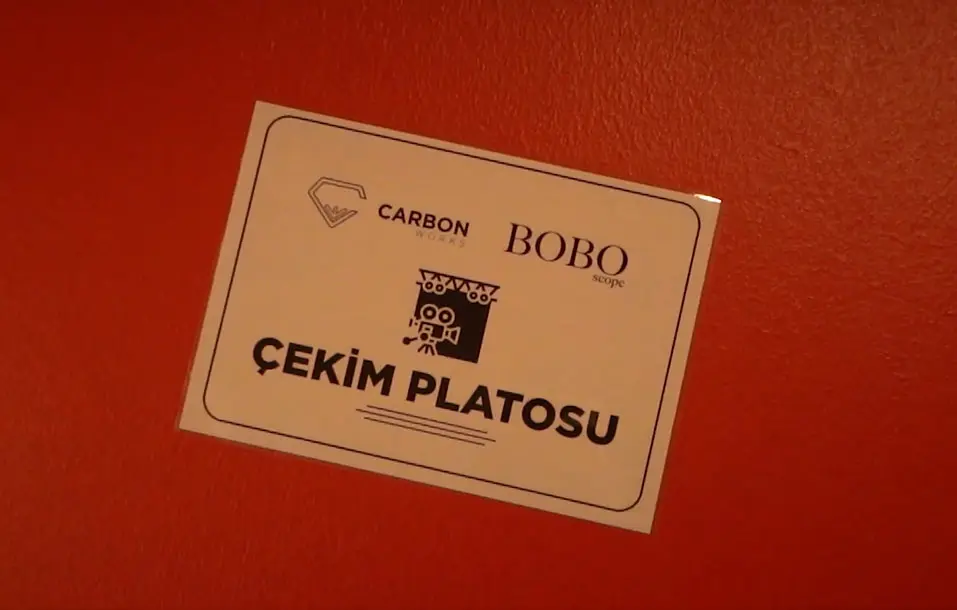 CARBON
WORKS
BOBO
scope
ÇEKİM PLATOSU